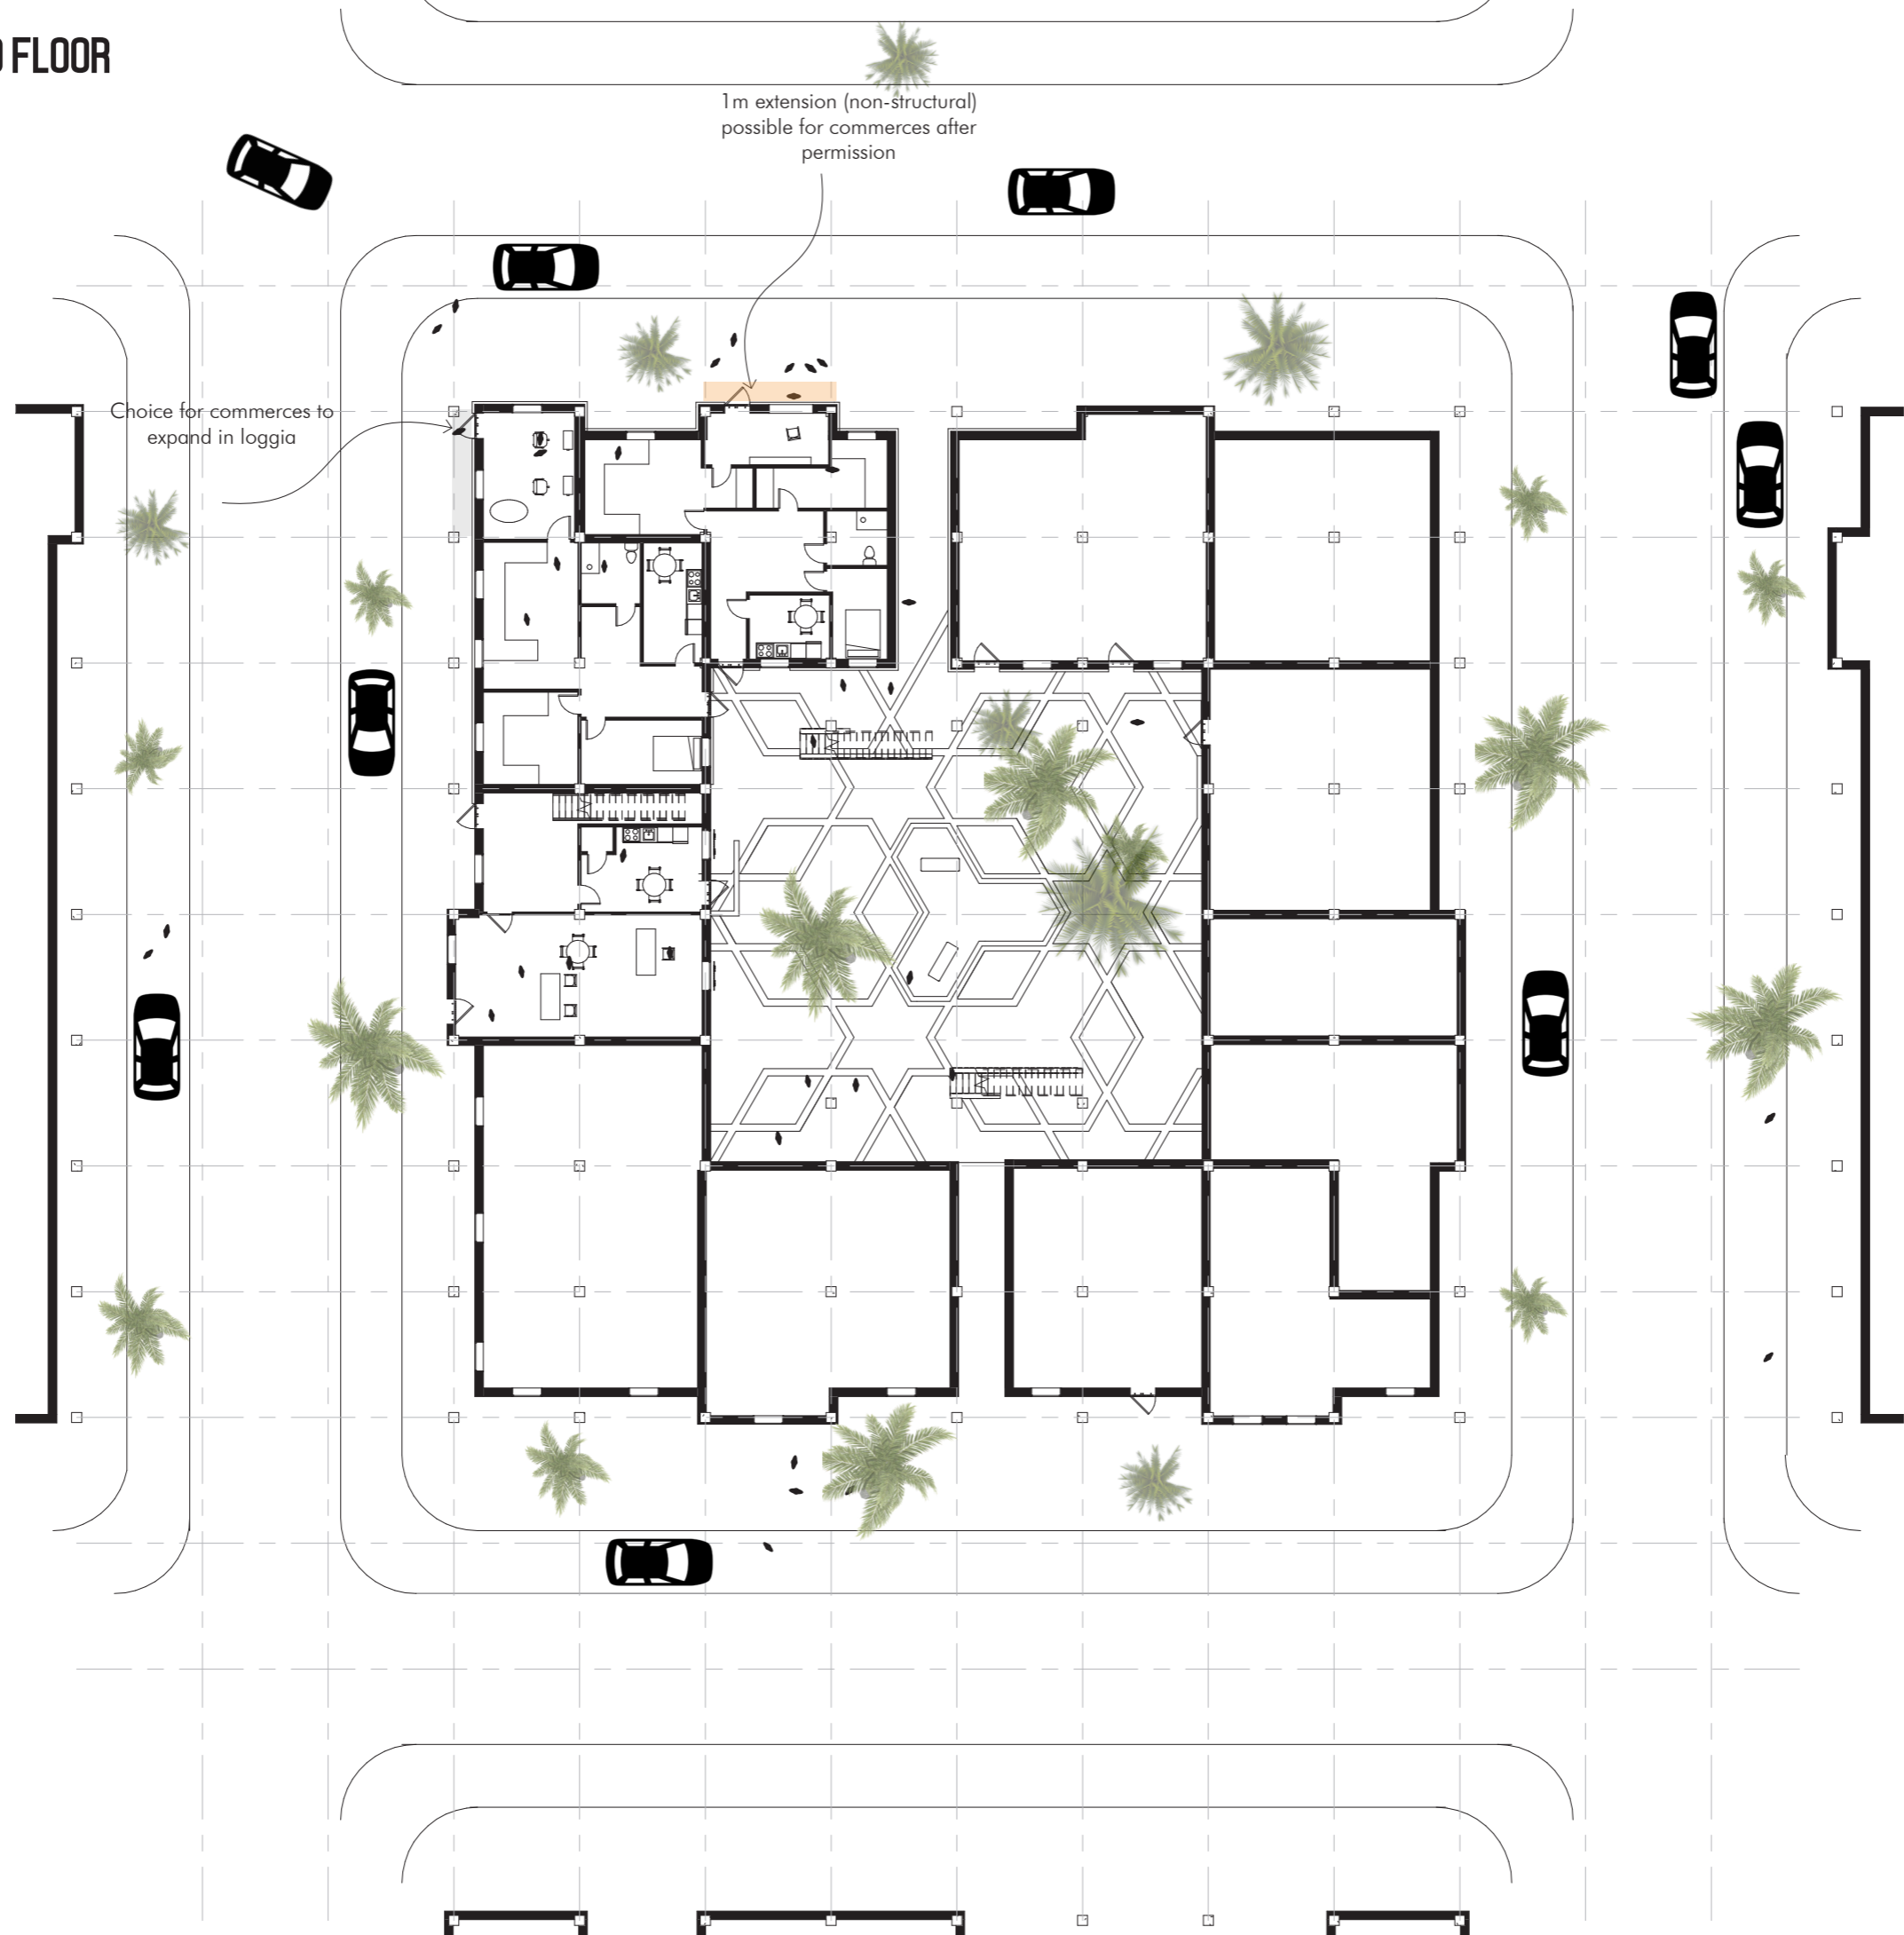 FLOOR
1m extension (non-structural)
possible for commerces after
permission
Choice for commerces to
expand in loggia